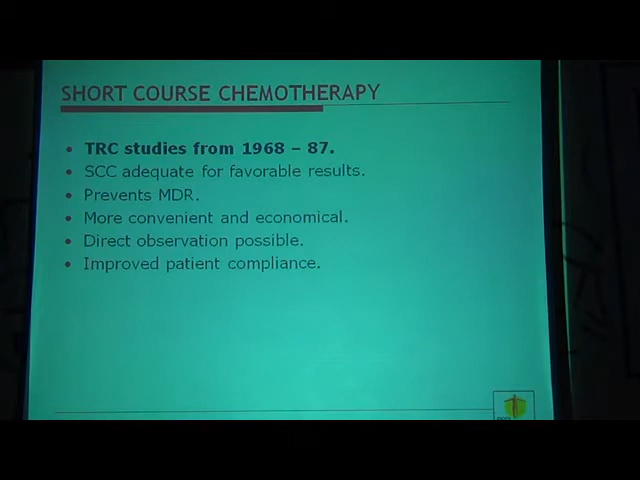 SHORT COURSE CHEMOTHERAPY
• TRC studies from 1968 – 87.
• SCC adequate for favorable results.
• Prevents MDR.
• More convenient and economical.
• Direct observation possible.
• Improved patient compliance.